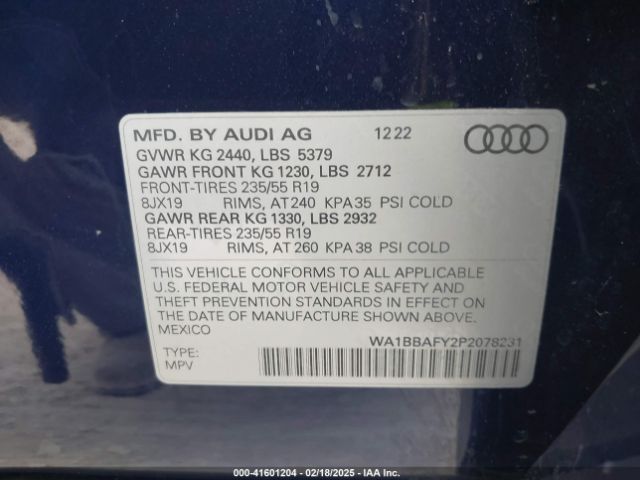 MFD. BY AUDI AG 12 22
GVWR KG 2440, LBS 5379
GAWR FRONT KG 1230, LBS 2712
FRONT-TIRES 235/55 R19
8JX19 RIMS, AT 240 KPA 35 PSI COLD
GAWR REAR KG 1330, LBS 2932
REAR-TIRES 235/55 R19
8JX19 RIMS, AT 260 KPA 38 PSI COLD
THIS VEHICLE CONFORMS TO ALL APPLICABLE
U.S. FEDERAL MOTOR VEHICLE SAFETY AND
THEFT PREVENTION STANDARDS IN EFFECT ON
THE DATE OF MANUFACTURE SHOWN ABOVE.
MEXICO
WA1BBAFY2P2078231
TYPE:
MPV
000-41601204 - 02/18/2025 - IAA Inc.